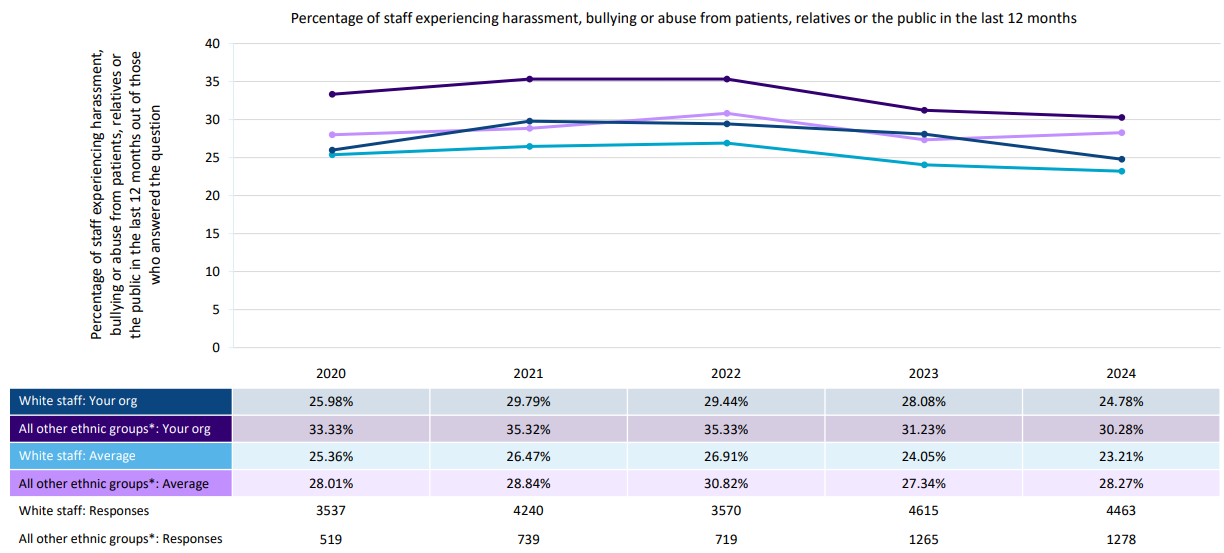 Percentage of staff experiencing harassment, bullying or abuse from patients, relatives or the public in the last 12 months
Percentage of staff experiencing harassment,
bullying or abuse from patients, relatives or
the public in the last 12 months out of those
who answered the question
40
35
30
25
20
15
10
5
0
2020 2021 2022 2023 2024
White staff: Your org 25.98% 29.79% 29.44% 28.08% 24.78%
All other ethnic groups*: Your org 33.33% 35.32% 35.33% 31.23% 30.28%
White staff: Average 25.36% 26.47% 26.91% 24.05% 23.21%
All other ethnic groups*: Average 28.01% 28.84% 30.82% 27.34% 28.27%
White staff: Responses 3537 4240 3570 4615 4463
All other ethnic groups*: Responses 519 739 719 1265 1278